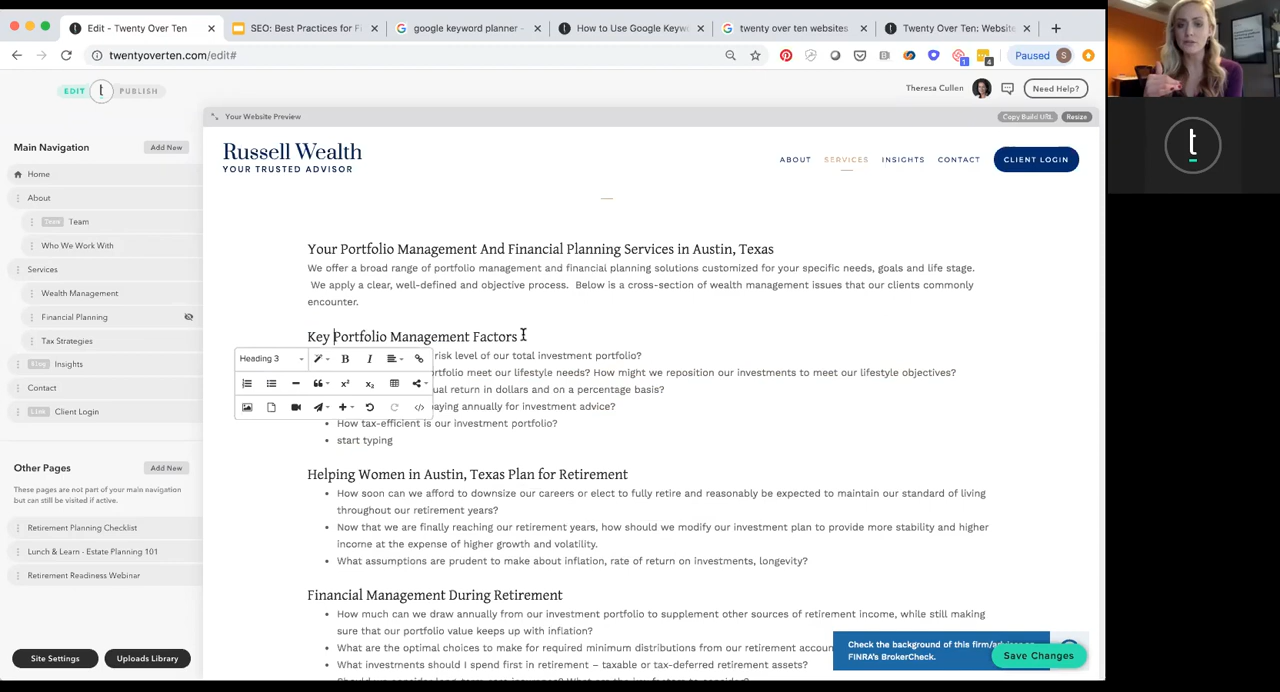 Edit - Twenty Over Ten
SEO: Best Practices for Fi
google keyword planner -
How to Use Google Keyw
twenty over ten websites
Twenty Over Ten: Website
twentyoverten.com/edit#
1
4
Paused
S
EDIT
t
PUBLISH
Theresa Cullen
Need Help?
Main Navigation
Add New
Home
About
Team
Who We Work With
Services
Wealth Management
Financial Planning
Tax Strategies
Blog Insights
Contact
Link Client Login
Other Pages
Add New
These pages are not part of your main navigation
but can still be visited if active.
Retirement Planning Checklist
Lunch & Learn - Estate Planning 101
Retirement Readiness Webinar
Site Settings
Uploads Library
Your Website Preview
Copy Build URL
Resize
Russell Wealth
YOUR TRUSTED ADVISOR
ABOUT
SERVICES
INSIGHTS
CONTACT
CLIENT LOGIN
Your Portfolio Management And Financial Planning Services in Austin, Texas
We offer a broad range of portfolio management and financial planning solutions customized for your specific needs, goals and life stage.
We apply a clear, well-defined and objective process. Below is a cross-section of wealth management issues that our clients commonly
encounter.
Key Portfolio Management Factors
Heading 3
B
I
x²
x₂
</>
risk level of our total investment portfolio?
rtfolio meet our lifestyle needs? How might we reposition our investments to meet our lifestyle objectives?
ual return in dollars and on a percentage basis?
paying annually for investment advice?
How tax-efficient is our investment portfolio?
start typing
Helping Women in Austin, Texas Plan for Retirement
How soon can we afford to downsize our careers or elect to fully retire and reasonably be expected to maintain our standard of living
throughout our retirement years?
Now that we are finally reaching our retirement years, how should we modify our investment plan to provide more stability and higher
income at the expense of higher growth and volatility.
What assumptions are prudent to make about inflation, rate of return on investments, longevity?
Financial Management During Retirement
How much can we draw annually from our investment portfolio to supplement other sources of retirement income, while still making
sure that our portfolio value keeps up with inflation?
What are the optimal choices to make for required minimum distributions from our retirement accou
What investments should I spend first in retirement – taxable or tax-deferred retirement assets?
Check the background of this firm/
FINRA's BrokerCheck.
Save Changes
t